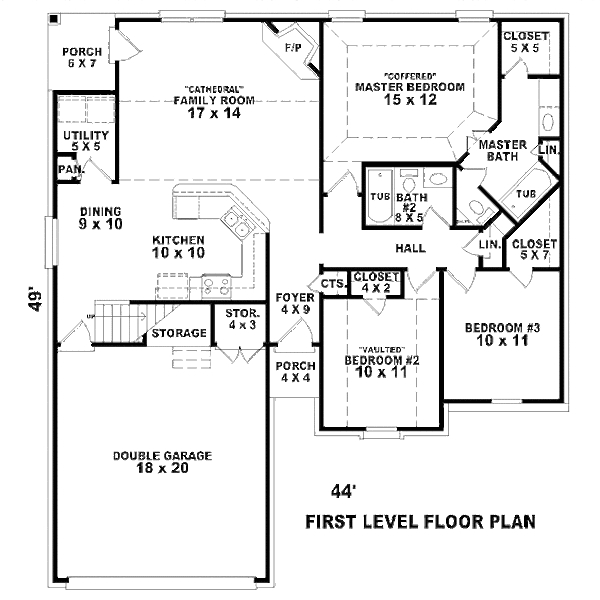 PORCH
6 X 7
F/P
"CATHEDRAL"
FAMILY ROOM
17 x 14
"COFFERED"
MASTER BEDROOM
15 x 12
CLOSET
5 X 5
UTILITY
5 X 5
PAN.
MASTER
BATH
LIN.
TUB
TUB
BATH
#2
8 X 5
DINING
9 x 10
KITCHEN
10 x 10
HALL
LIN.
CLOSET
5 X 7
49'
UP
STORAGE
STOR.
4 x 3
FOYER
4 X 9
CTS.
CLOSET
4 X 2
PORCH
4 X 4
"VAULTED"
BEDROOM #2
10 x 11
BEDROOM #3
10 x 11
DOUBLE GARAGE
18 x 20
44'
FIRST LEVEL FLOOR PLAN